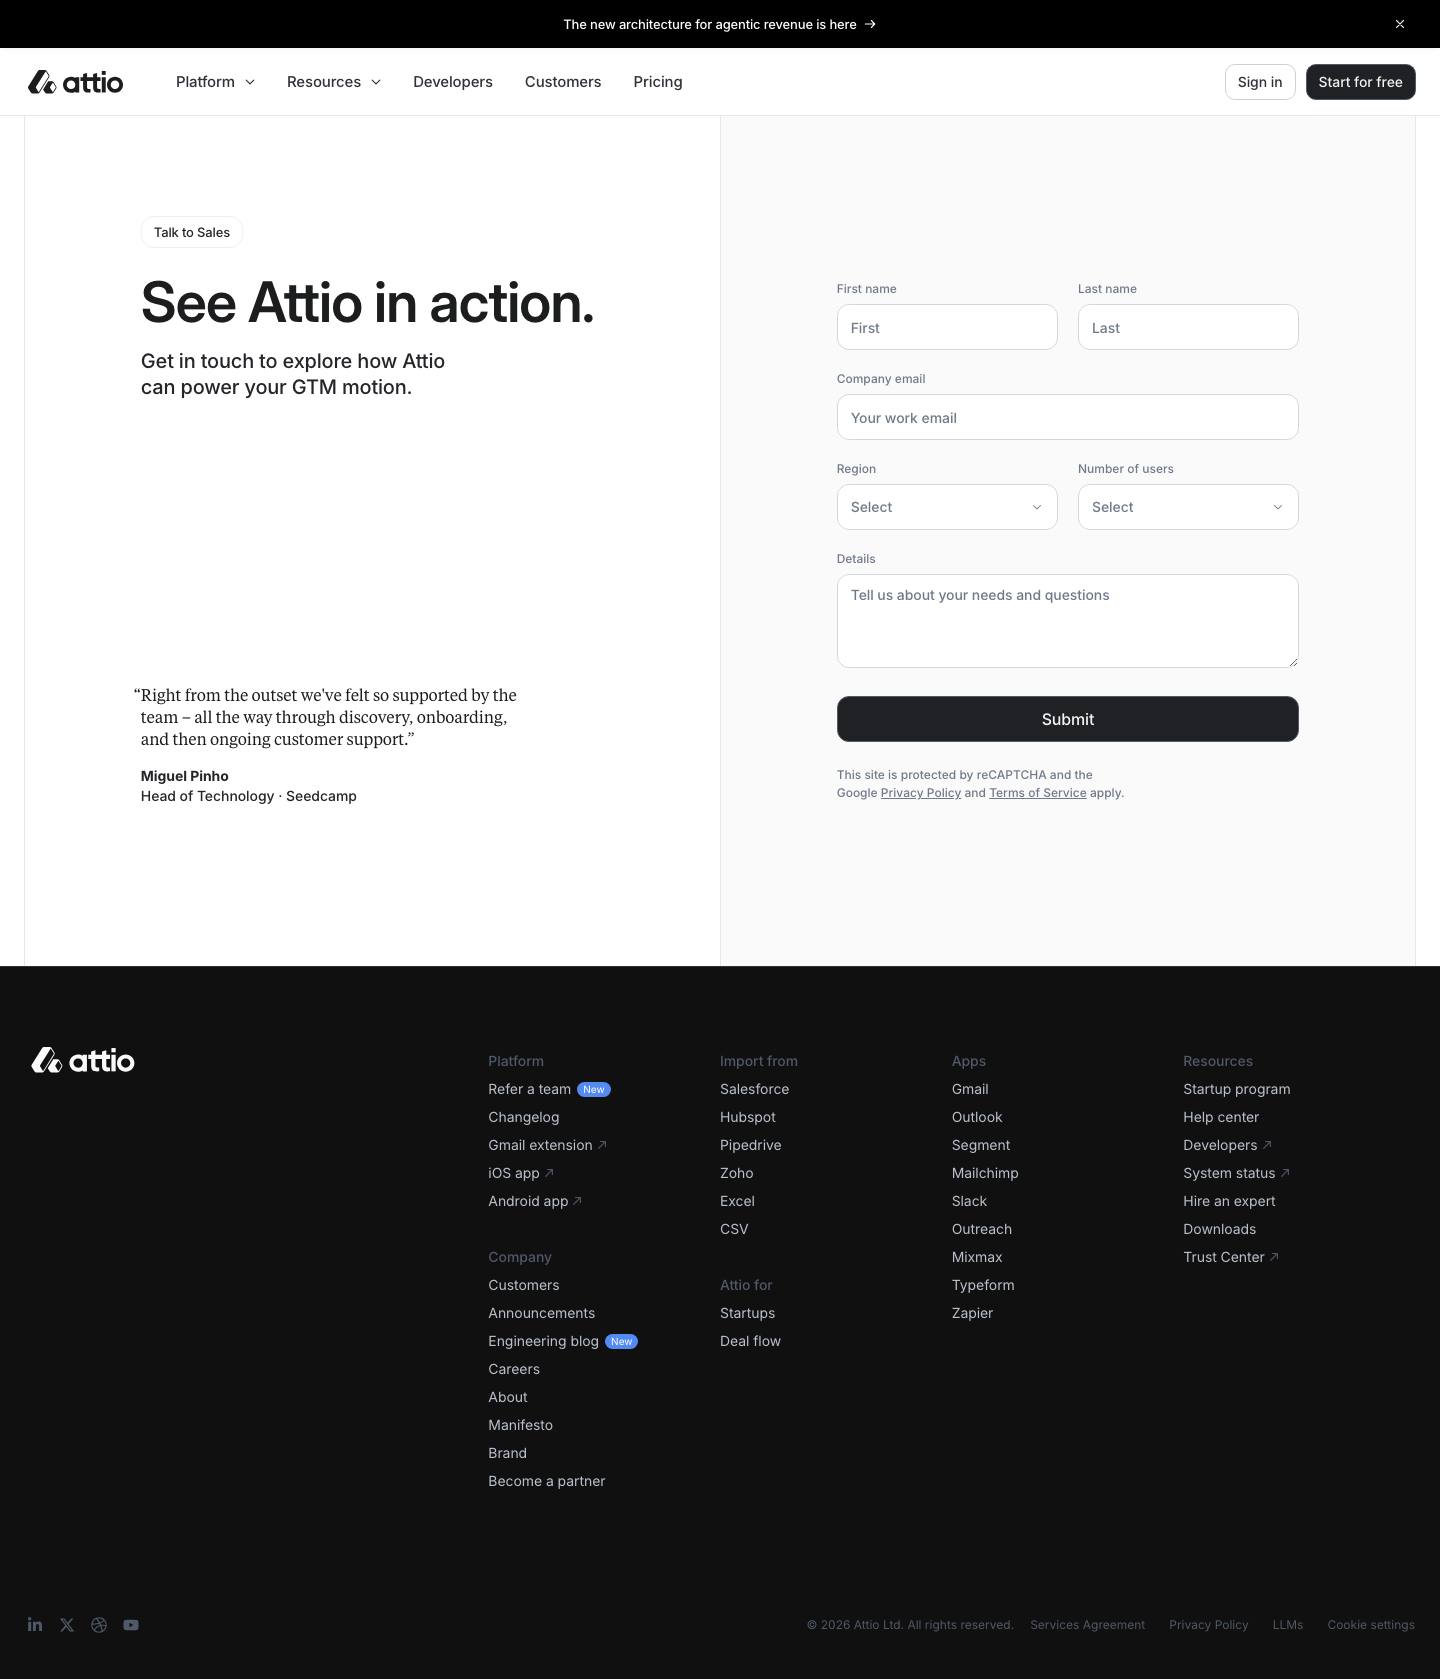 The new architecture for agentic revenue is here →
attio
Platform
Resources
Developers
Customers
Pricing
Sign in
Start for free
Talk to Sales
See Attio in action.
Get in touch to explore how Attio
can power your GTM motion.
“Right from the outset we've felt so supported by the
team – all the way through discovery, onboarding,
and then ongoing customer support.”
Miguel Pinho
Head of Technology · Seedcamp
First name
Last name
First
Last
Company email
Your work email
Region
Number of users
Select
Select
Details
Tell us about your needs and questions
Submit
This site is protected by reCAPTCHA and the
Google Privacy Policy and Terms of Service apply.
attio
Platform
Refer a team New
Changelog
Gmail extension ↗
iOS app ↗
Android app ↗
Company
Customers
Announcements
Engineering blog New
Careers
About
Manifesto
Brand
Become a partner
Import from
Salesforce
Hubspot
Pipedrive
Zoho
Excel
CSV
Attio for
Startups
Deal flow
Apps
Gmail
Outlook
Segment
Mailchimp
Slack
Outreach
Mixmax
Typeform
Zapier
Resources
Startup program
Help center
Developers ↗
System status ↗
Hire an expert
Downloads
Trust Center ↗
© 2026 Attio Ltd. All rights reserved.
Services Agreement
Privacy Policy
LLMs
Cookie settings